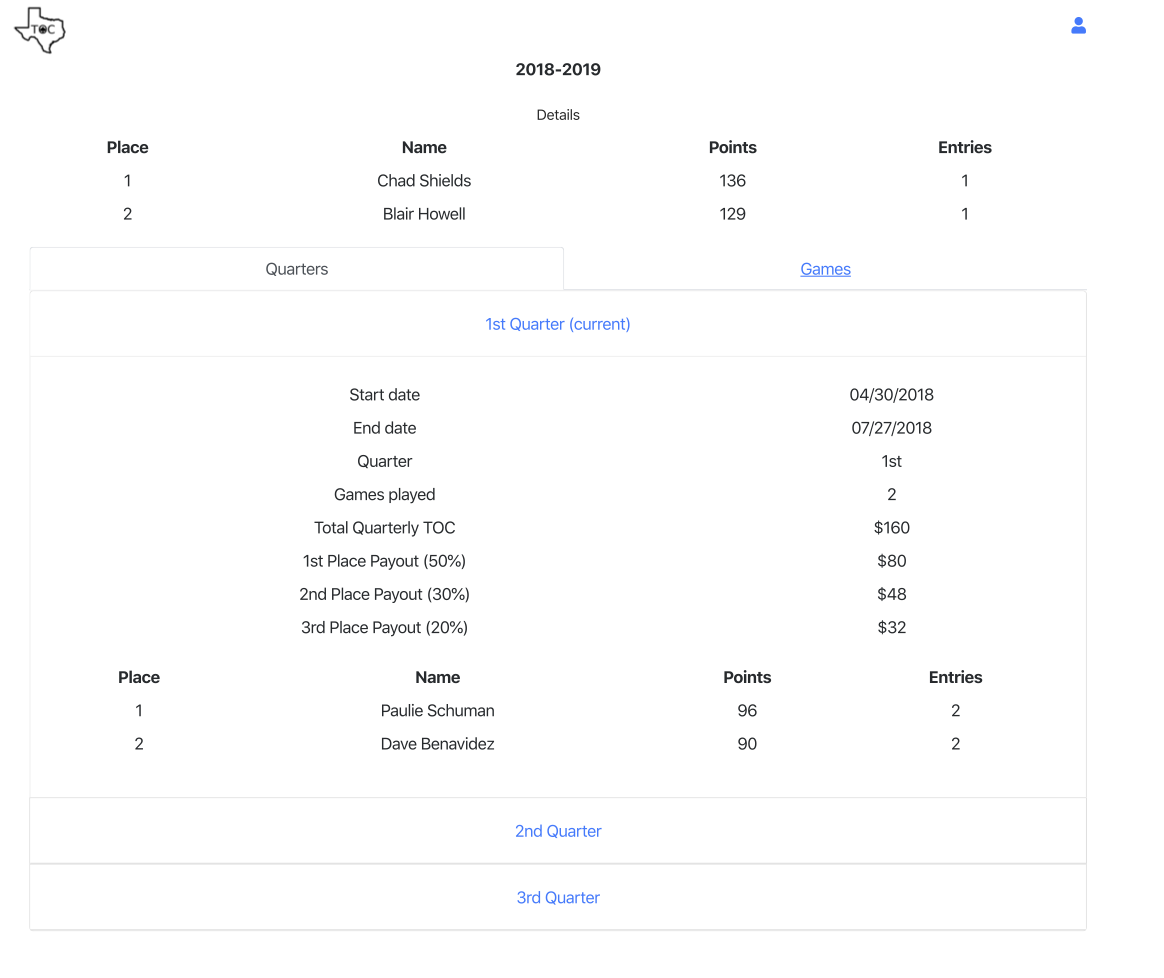 TOC
2018-2019
Details
Place Name Points Entries
1 Chad Shields 136 1
2 Blair Howell 129 1
Quarters Games
1st Quarter (current)
Start date 04/30/2018
End date 07/27/2018
Quarter 1st
Games played 2
Total Quarterly TOC $160
1st Place Payout (50%) $80
2nd Place Payout (30%) $48
3rd Place Payout (20%) $32
Place Name Points Entries
1 Paulie Schuman 96 2
2 Dave Benavidez 90 2
2nd Quarter
3rd Quarter